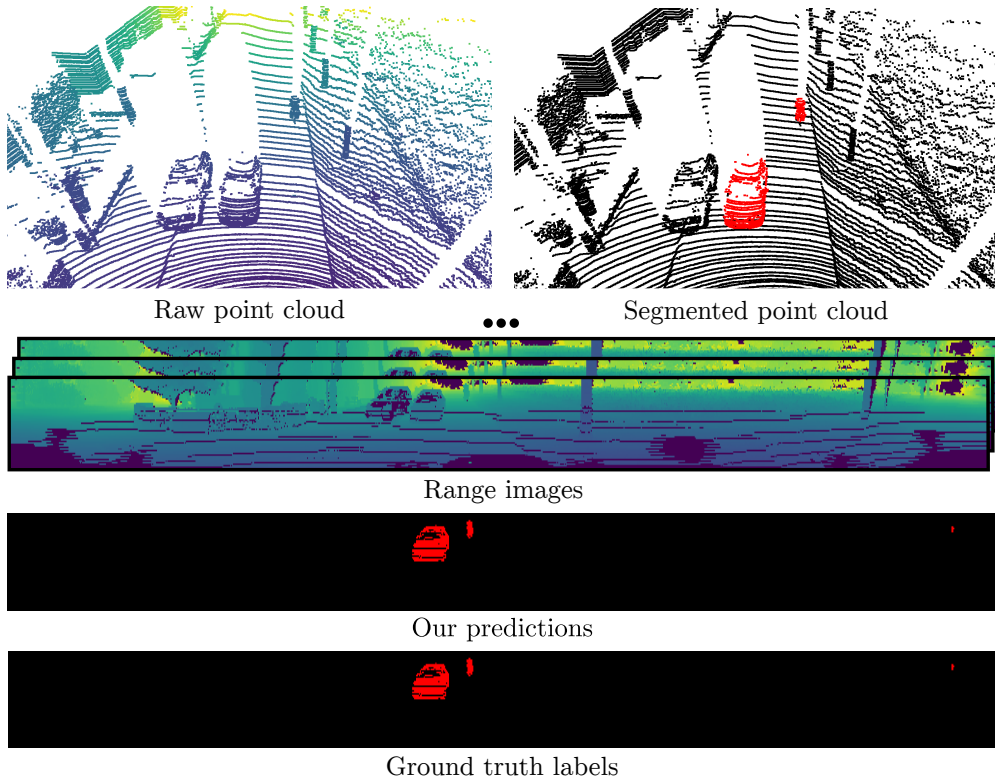 Raw point cloud
Segmented point cloud
Range images
Our predictions
Ground truth labels